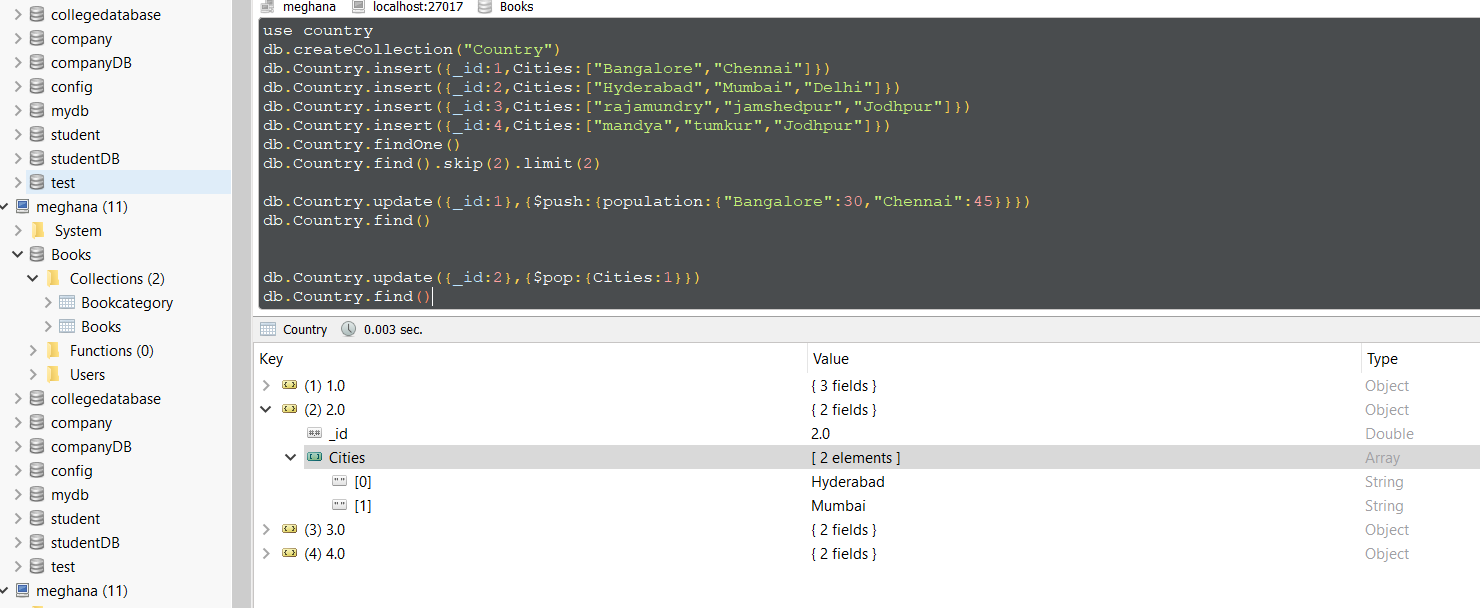 collegedatabase
company
companyDB
config
mydb
student
studentDB
test
meghana (11)
System
Books
Collections (2)
Bookcategory
Books
Functions (0)
Users
collegedatabase
company
companyDB
config
mydb
student
studentDB
test
meghana (11)
meghana localhost:27017 Books
use country
db.createCollection("Country")
db.Country.insert({_id:1,Cities:["Bangalore","Chennai"]})
db.Country.insert({_id:2,Cities:["Hyderabad","Mumbai","Delhi"]})
db.Country.insert({_id:3,Cities:["rajamundry","jamshedpur","Jodhpur"]})
db.Country.insert({_id:4,Cities:["mandya","tumkur","Jodhpur"]})
db.Country.findOne()
db.Country.find().skip(2).limit(2)
db.Country.update({_id:1},{$push:{population:{"Bangalore":30,"Chennai":45}}})
db.Country.find()
db.Country.update({_id:2},{$pop:{Cities:1}})
db.Country.find()
Country 0.003 sec.
Key Value Type
(1) 1.0 { 3 fields } Object
(2) 2.0 { 2 fields } Object
_id 2.0 Double
Cities [ 2 elements ] Array
[0] Hyderabad String
[1] Mumbai String
(3) 3.0 { 2 fields } Object
(4) 4.0 { 2 fields } Object